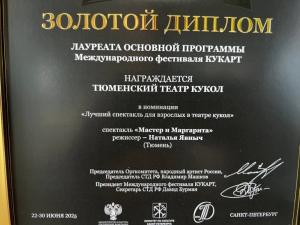 ЗОЛОТОЙ ДИПЛОМ
ЛАУРЕАТА ОСНОВНОЙ ПРОГРАММЫ
Международного фестиваля КУКАРТ
НАГРАЖДАЕТСЯ
ТЮМЕНСКИЙ ТЕАТР КУКОЛ
в номинации
«Лучший спектакль для взрослых в театре кукол»
спектакль «Мастер и Маргарита»
режиссер – Наталья Явныч
(Тюмень)
Председатель Оргкомитета, народный артист России,
Председатель СТД РФ Владимир Машков
Президент Международного фестиваля КУКАРТ,
Секретарь СТД РФ Давид Бурман
22-30 ИЮНЯ 2024
САНКТ-ПЕТЕРБУРГ